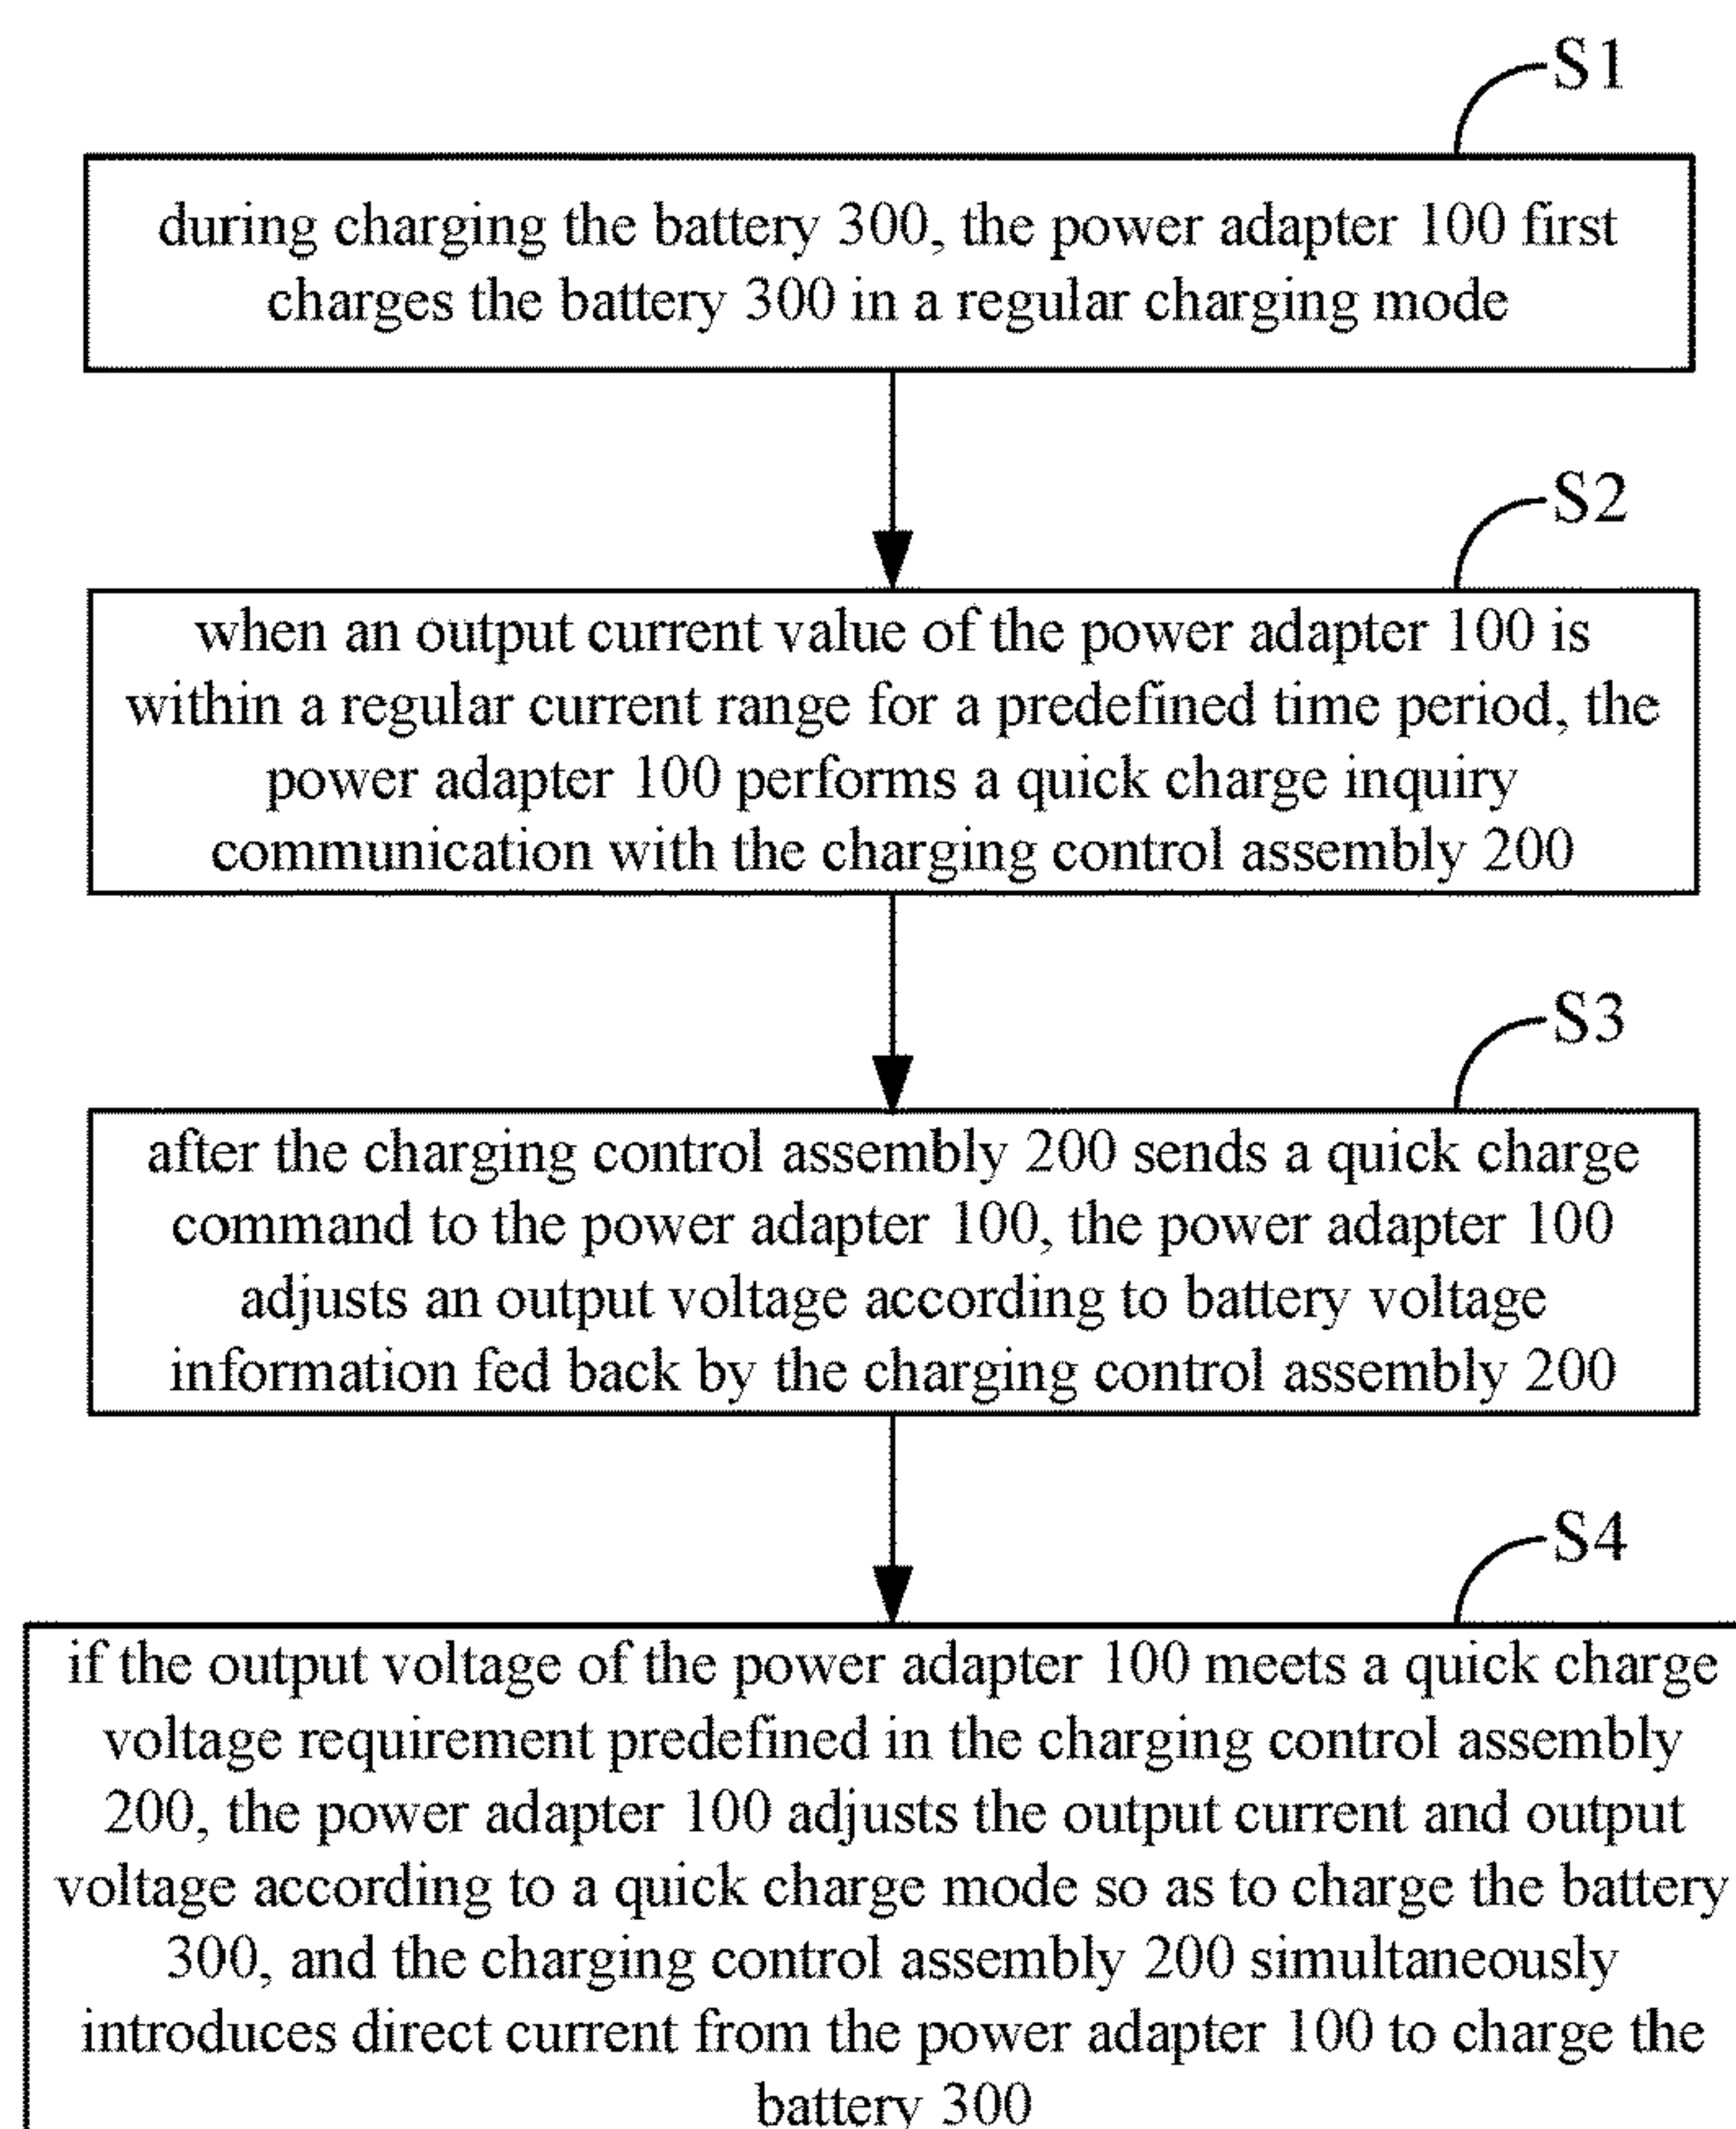 S1
during charging the battery 300, the power adapter 100 first
charges the battery 300 in a regular charging mode
S2
when an output current value of the power adapter 100 is
within a regular current range for a predefined time period, the
power adapter 100 performs a quick charge inquiry
communication with the charging control assembly 200
S3
after the charging control assembly 200 sends a quick charge
command to the power adapter 100, the power adapter 100
adjusts an output voltage according to battery voltage
information fed back by the charging control assembly 200
S4
if the output voltage of the power adapter 100 meets a quick charge
voltage requirement predefined in the charging control assembly
200, the power adapter 100 adjusts the output current and output
voltage according to a quick charge mode so as to charge the battery
300, and the charging control assembly 200 simultaneously
introduces direct current from the power adapter 100 to charge the
battery 300